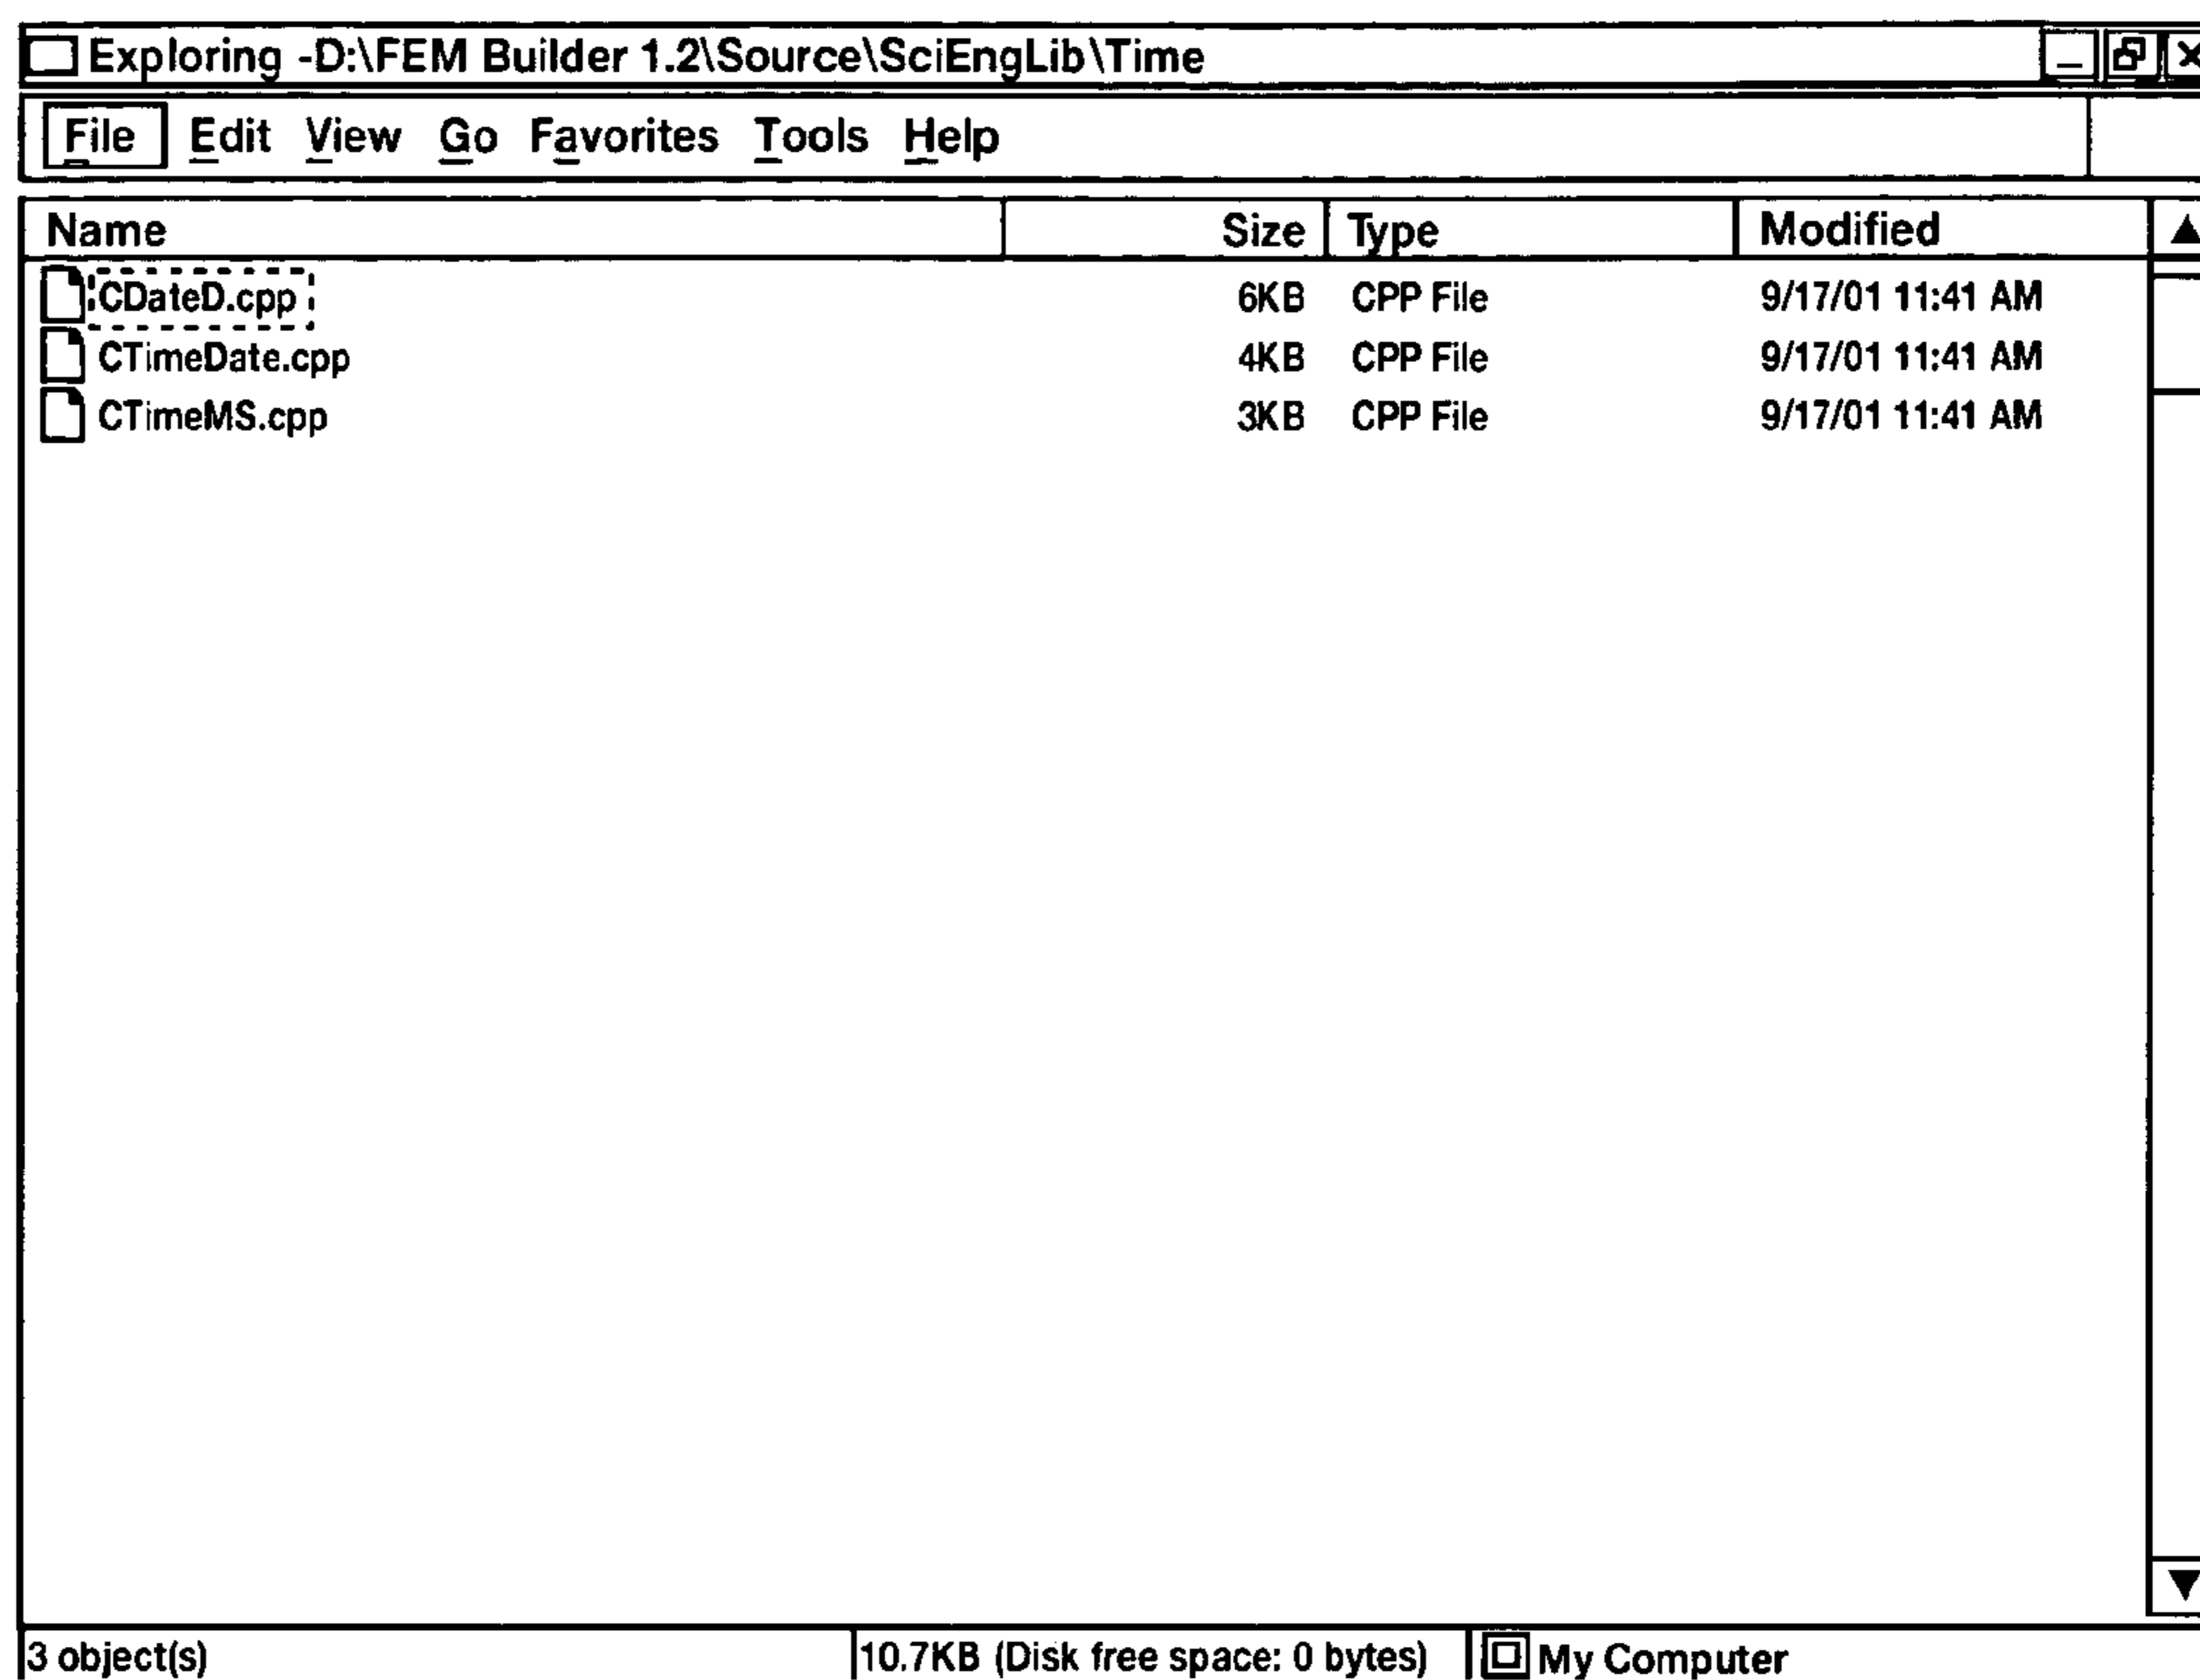 Exploring -D:\FEM Builder 1.2\Source\SciEngLib\Time
File Edit View Go Favorites Tools Help
Name Size Type Modified
CDateD.cpp 6KB CPP File 9/17/01 11:41 AM
CTimeDate.cpp 4KB CPP File 9/17/01 11:41 AM
CTimeMS.cpp 3KB CPP File 9/17/01 11:41 AM
3 object(s) 10.7KB (Disk free space: 0 bytes) My Computer